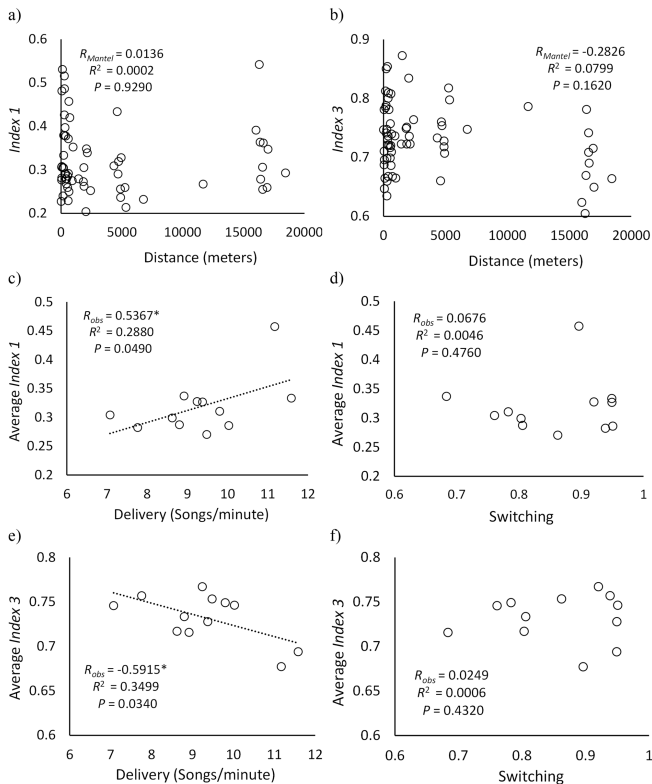 a)
0.6
0.5
0.4
0.3
0.2
Index 1
R_Mantel = 0.0136
R² = 0.0002
P = 0.9290
0 5000 10000 15000 20000
Distance (meters)
b)
0.9
0.8
0.7
0.6
Index 3
R_Mantel = -0.2826
R² = 0.0799
P = 0.1620
0 5000 10000 15000 20000
Distance (meters)
c)
0.5
0.45
0.4
0.35
0.3
0.25
0.2
Average Index 1
R_obs = 0.5367*
R² = 0.2880
P = 0.0490
6 7 8 9 10 11 12
Delivery (Songs/minute)
d)
0.5
0.45
0.4
0.35
0.3
0.25
0.2
Average Index 1
R_obs = 0.0676
R² = 0.0046
P = 0.4760
0.6 0.7 0.8 0.9 1
Switching
e)
0.8
0.75
0.7
0.65
0.6
Average Index 3
R_obs = -0.5915*
R² = 0.3499
P = 0.0340
6 7 8 9 10 11 12
Delivery (Songs/minute)
f)
0.8
0.75
0.7
0.65
0.6
Average Index 3
R_obs = 0.0249
R² = 0.0006
P = 0.4320
0.6 0.7 0.8 0.9 1
Switching